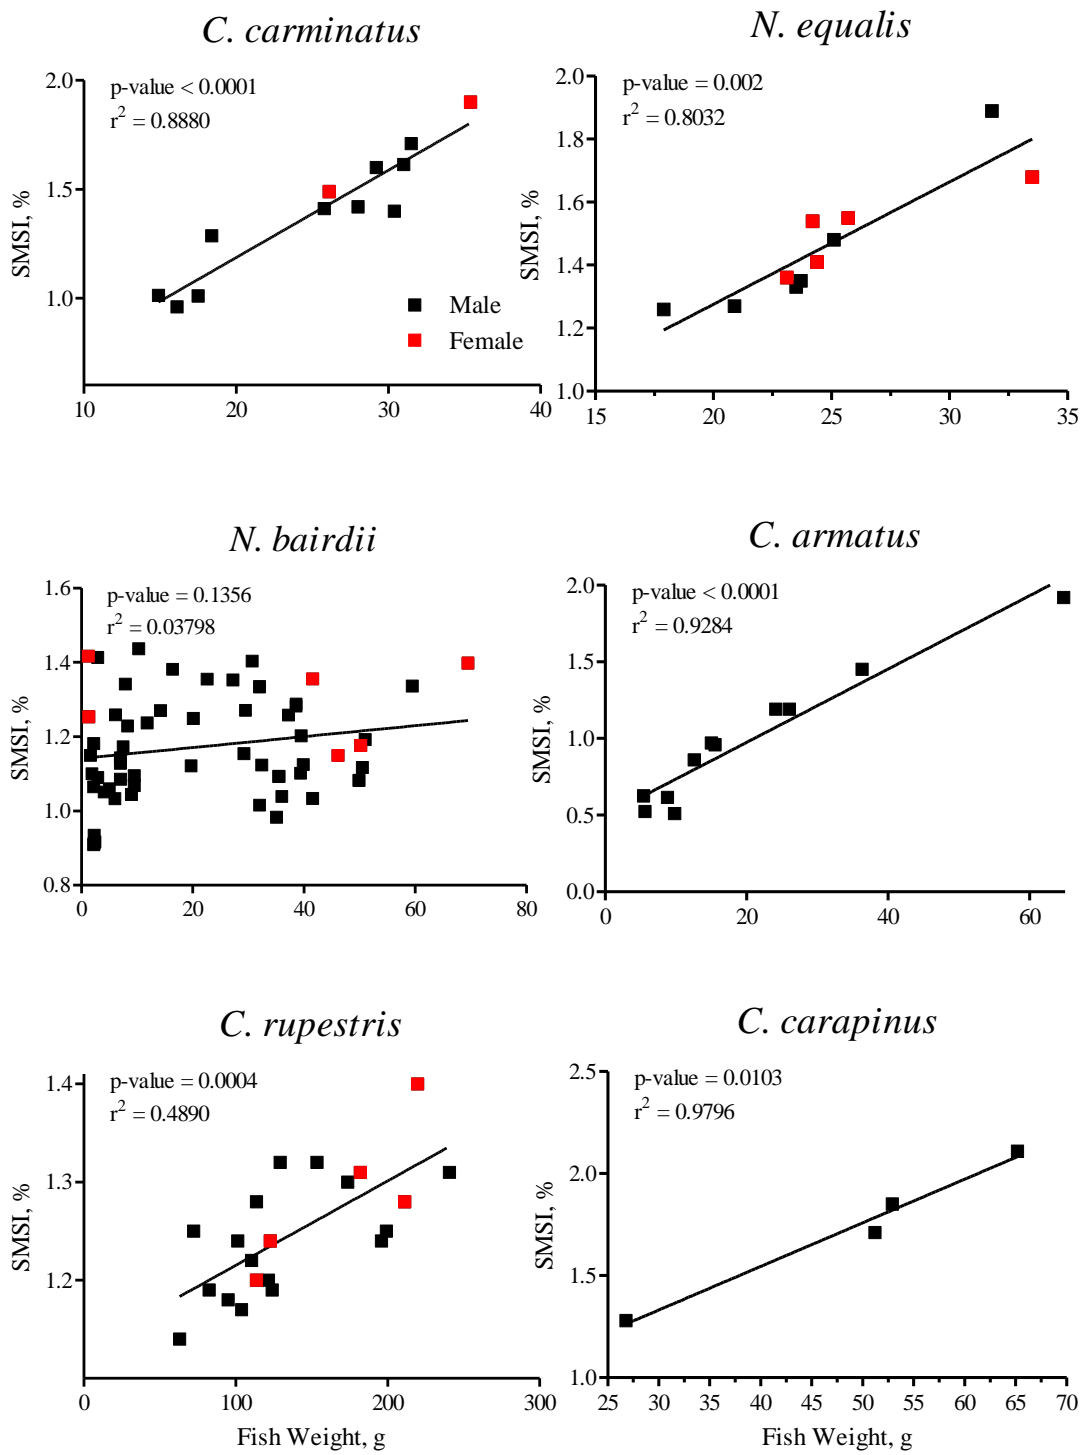 C. carminatus
p-value < 0.0001
r² = 0.8880
SMSI, %
2.0
1.5
1.0
10 20 30 40
Male
Female
N. equalis
p-value = 0.002
r² = 0.8032
SMSI, %
2.0
1.8
1.6
1.4
1.2
1.0
15 20 25 30 35
N. bairdii
p-value = 0.1356
r² = 0.03798
SMSI, %
1.6
1.4
1.2
1.0
0.8
0 20 40 60 80
C. armatus
p-value < 0.0001
r² = 0.9284
SMSI, %
2.0
1.5
1.0
0.5
0.0
0 20 40 60
C. rupestris
p-value = 0.0004
r² = 0.4890
SMSI, %
1.4
1.3
1.2
0 100 200 300
Fish Weight, g
C. carapinus
p-value = 0.0103
r² = 0.9796
SMSI, %
2.5
2.0
1.5
1.0
25 30 35 40 45 50 55 60 65 70
Fish Weight, g